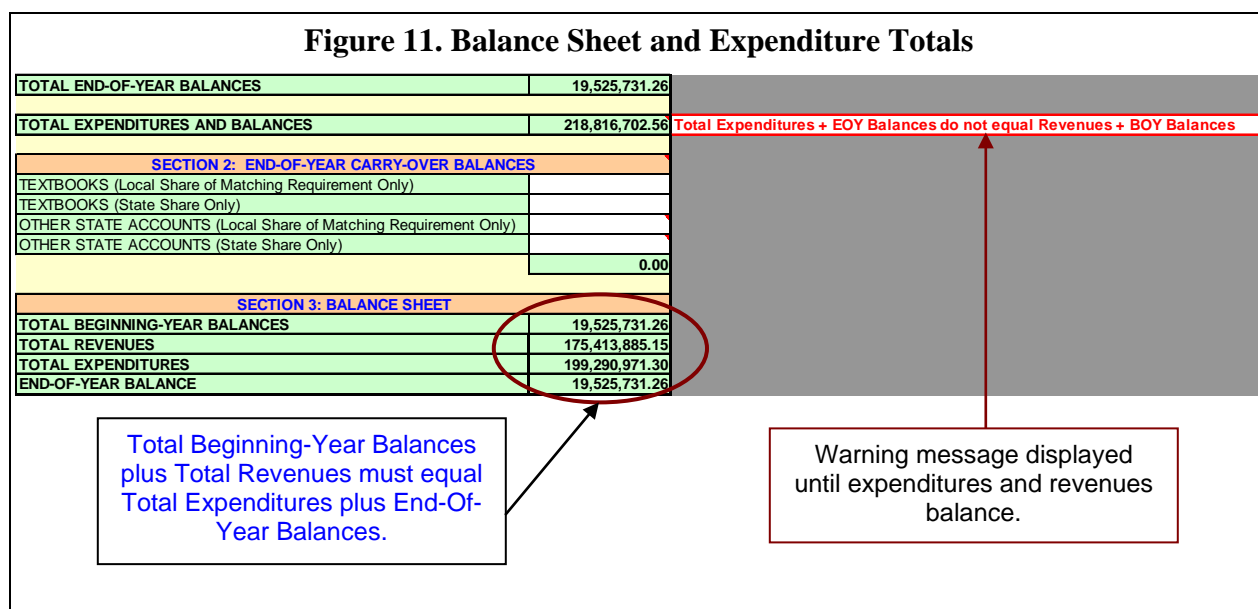 Figure 11. Balance Sheet and Expenditure Totals
TOTAL END-OF-YEAR BALANCES 19,525,731.26
TOTAL EXPENDITURES AND BALANCES 218,816,702.56 Total Expenditures + EOY Balances do not equal Revenues + BOY Balances
SECTION 2: END-OF-YEAR CARRY-OVER BALANCES
TEXTBOOKS (Local Share of Matching Requirement Only)
TEXTBOOKS (State Share Only)
OTHER STATE ACCOUNTS (Local Share of Matching Requirement Only)
OTHER STATE ACCOUNTS (State Share Only)
0.00
SECTION 3: BALANCE SHEET
TOTAL BEGINNING-YEAR BALANCES 19,525,731.26
TOTAL REVENUES 175,413,885.15
TOTAL EXPENDITURES 199,290,971.30
END-OF-YEAR BALANCE 19,525,731.26
Total Beginning-Year Balances
plus Total Revenues must equal
Total Expenditures plus End-Of-
Year Balances.
Warning message displayed
until expenditures and revenues
balance.